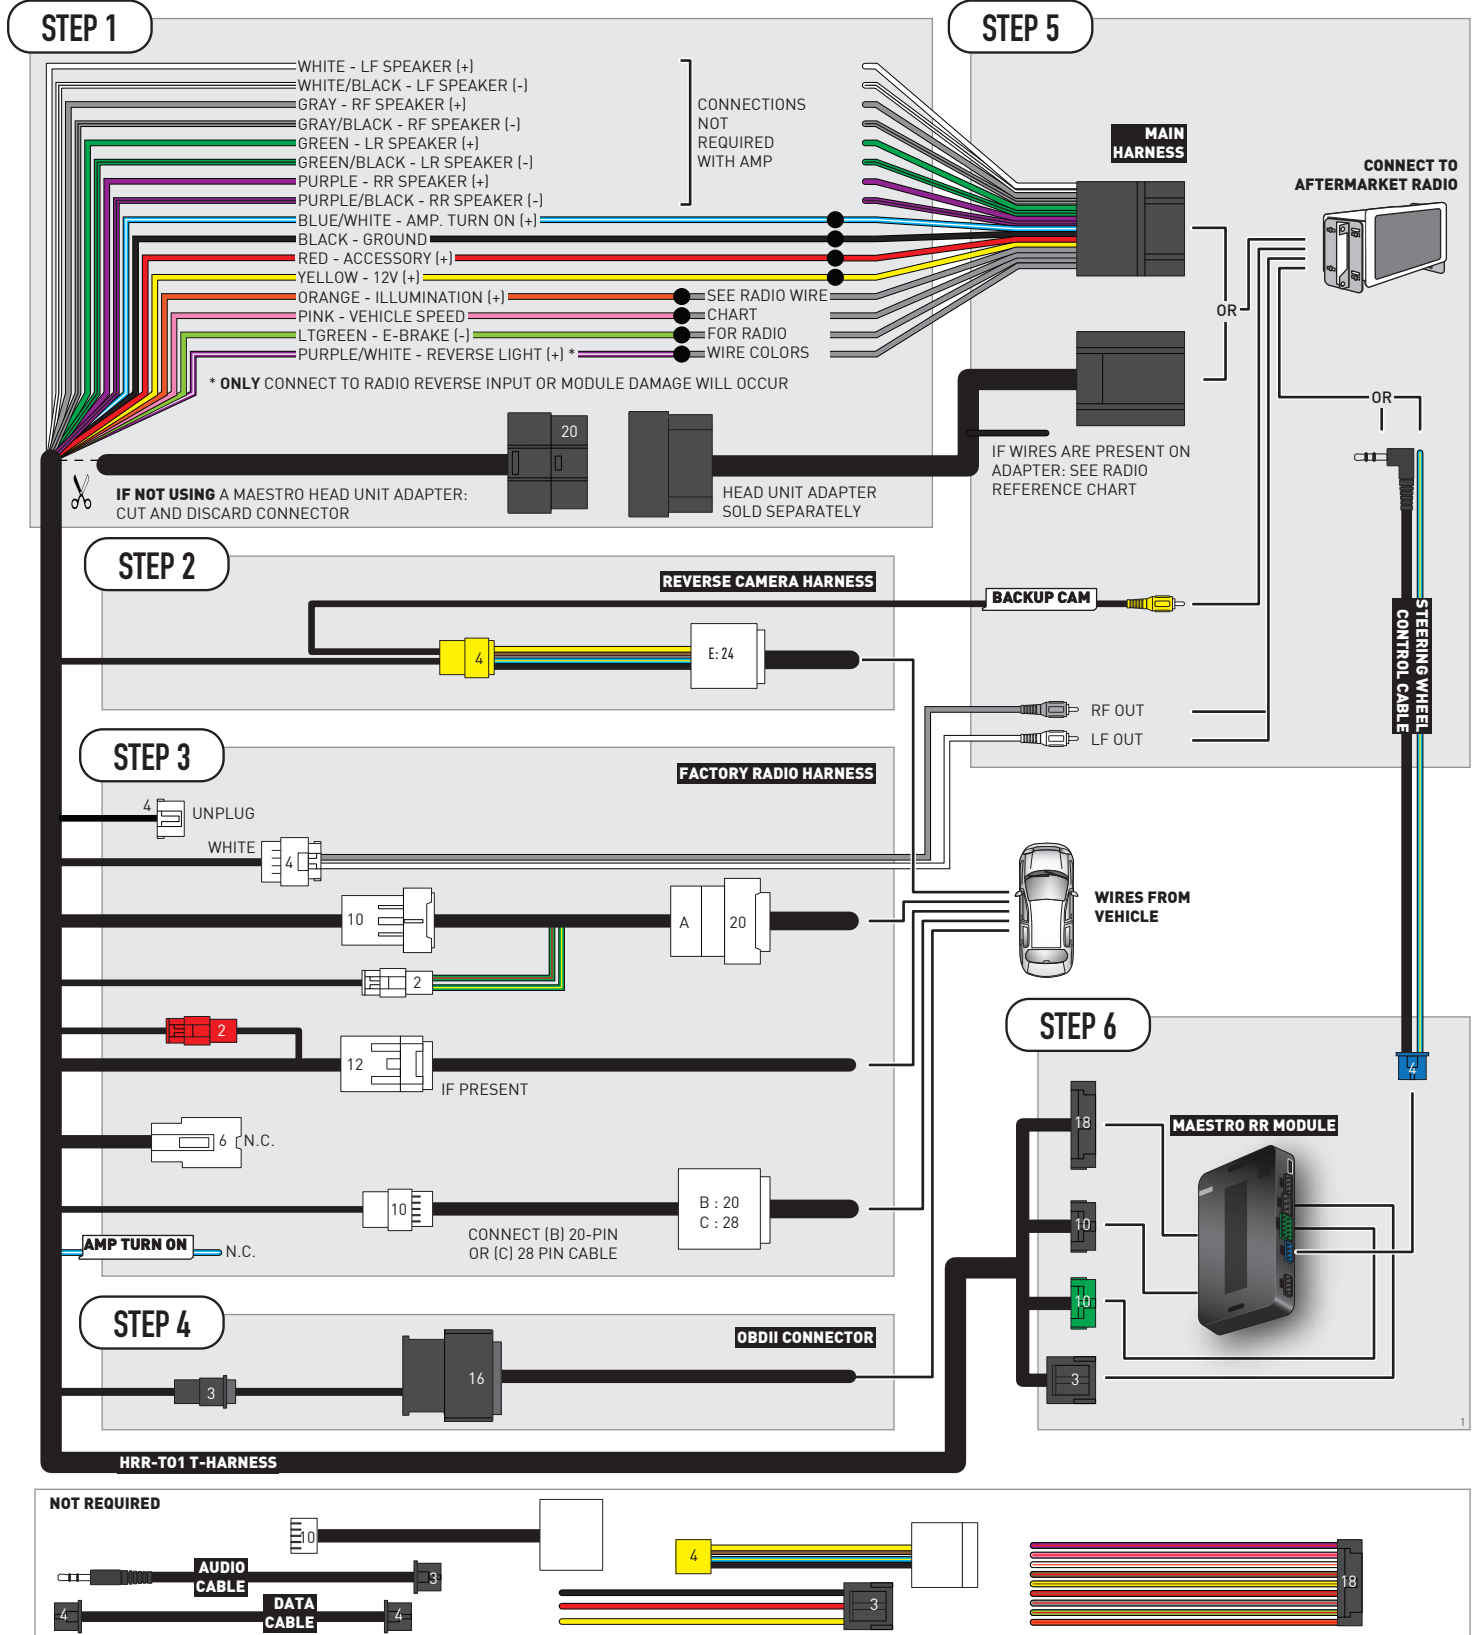 STEP 1
WHITE - LF SPEAKER (+)
WHITE/BLACK - LF SPEAKER (-)
GRAY - RF SPEAKER (+)
GRAY/BLACK - RF SPEAKER (-)
GREEN - LR SPEAKER (+)
GREEN/BLACK - LR SPEAKER (-)
PURPLE - RR SPEAKER (+)
PURPLE/BLACK - RR SPEAKER (-)
BLUE/WHITE - AMP. TURN ON (+)
BLACK - GROUND
RED - ACCESSORY (+)
YELLOW - 12V (+)
ORANGE - ILLUMINATION (+)
PINK - VEHICLE SPEED
LTGREEN - E-BRAKE (-)
PURPLE/WHITE - REVERSE LIGHT (+) *
CONNECTIONS
NOT
REQUIRED
WITH AMP
SEE RADIO WIRE
CHART
FOR RADIO
WIRE COLORS
* ONLY CONNECT TO RADIO REVERSE INPUT OR MODULE DAMAGE WILL OCCUR
20
IF NOT USING A MAESTRO HEAD UNIT ADAPTER:
CUT AND DISCARD CONNECTOR
HEAD UNIT ADAPTER
SOLD SEPARATELY
STEP 5
MAIN
HARNESS
CONNECT TO
AFTERMARKET RADIO
OR
OR
IF WIRES ARE PRESENT ON
ADAPTER: SEE RADIO
REFERENCE CHART
BACKUP CAM
STEERING WHEEL
CONTROL CABLE
RF OUT
LF OUT
STEP 2
REVERSE CAMERA HARNESS
4
E: 24
STEP 3
FACTORY RADIO HARNESS
4
UNPLUG
WHITE
4
10
A
20
2
2
12
IF PRESENT
6
N.C.
10
B : 20
C : 28
CONNECT (B) 20-PIN
OR (C) 28 PIN CABLE
AMP TURN ON
N.C.
WIRES FROM
VEHICLE
STEP 4
OBDII CONNECTOR
3
16
HRR-TO1 T-HARNESS
STEP 6
4
18
MAESTRO RR MODULE
10
10
3
1
NOT REQUIRED
10
AUDIO
CABLE
3
4
DATA
CABLE
4
4
3
18